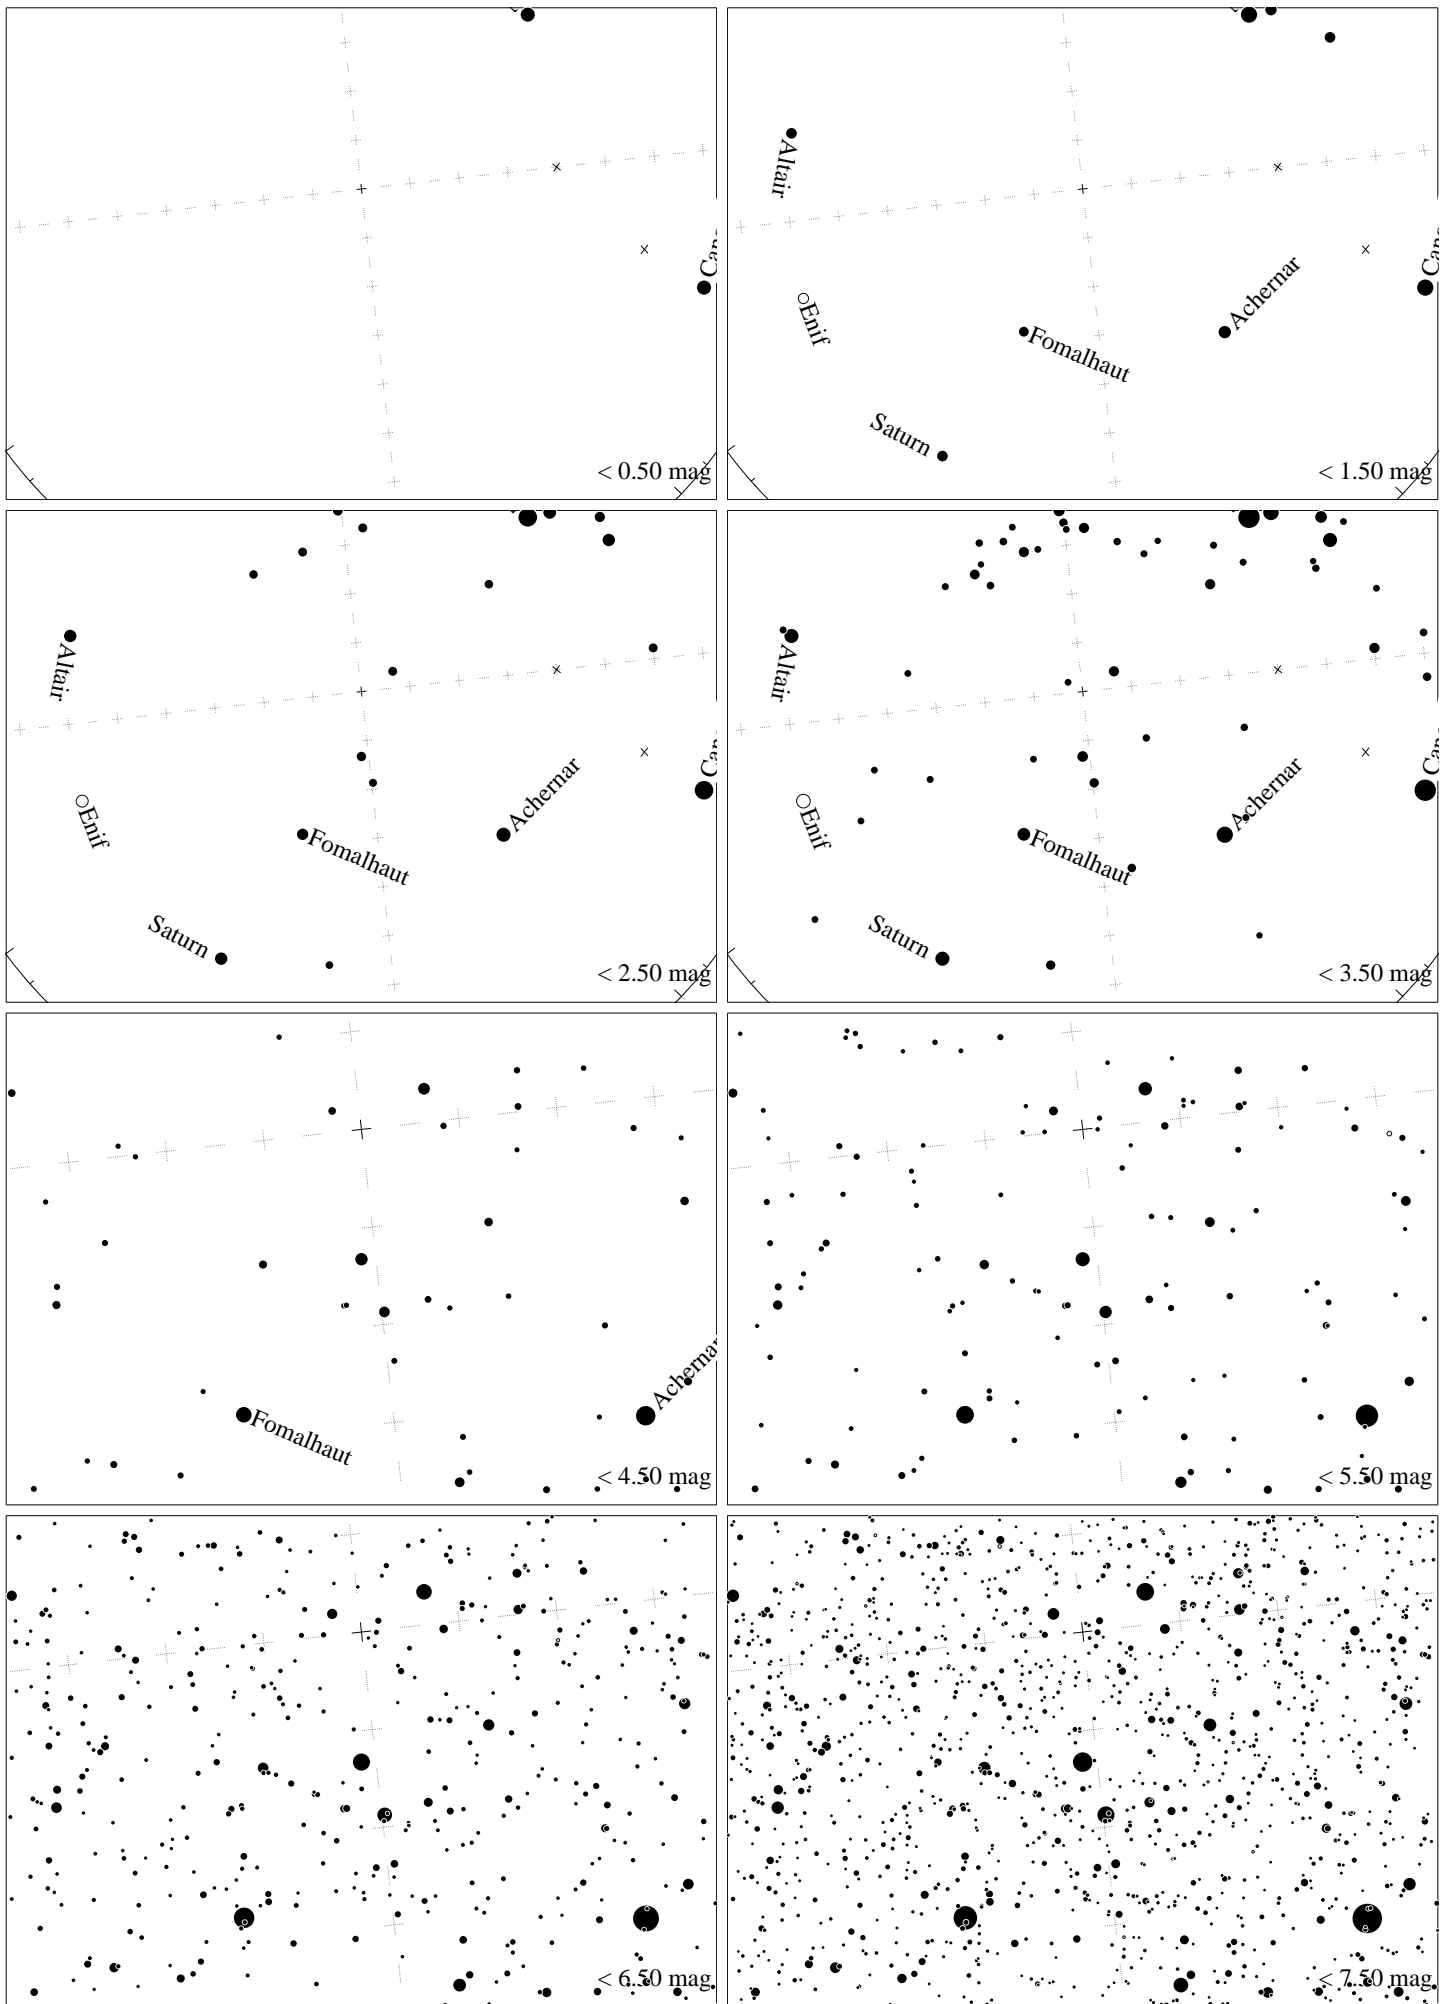 < 0.50 mag
Altair
Enif
Achernar
Fomalhaut
Saturn
< 1.50 mag
Altair
Enif
Achernar
Fomalhaut
Saturn
< 2.50 mag
Altair
Enif
Achernar
Fomalhaut
Saturn
< 3.50 mag
Fomalhaut
< 4.50 mag
< 5.50 mag
< 6.50 mag
< 7.50 mag